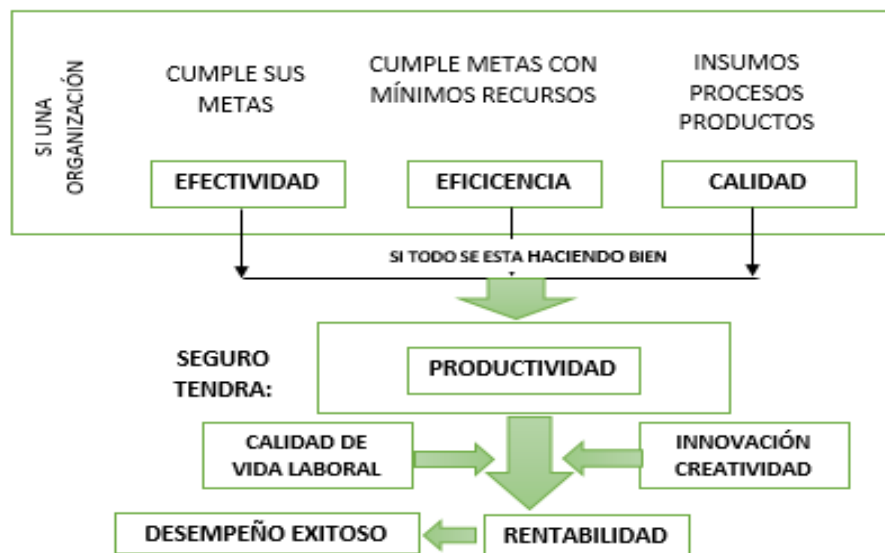 SI UNA
ORGANIZACIÓN
CUMPLE SUS
METAS
CUMPLE METAS CON
MÍNIMOS RECURSOS
INSUMOS
PROCESOS
PRODUCTOS
EFECTIVIDAD
EFICICENCIA
CALIDAD
SI TODO SE ESTA HACIENDO BIEN
SEGURO
TENDRA:
PRODUCTIVIDAD
CALIDAD DE
VIDA LABORAL
INNOVACIÓN
CREATIVIDAD
DESEMPEÑO EXITOSO
RENTABILIDAD